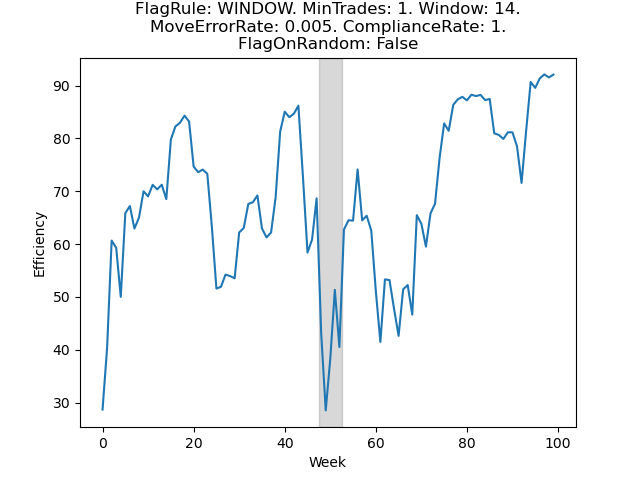 FlagRule: WINDOW. MinTrades: 1. Window: 14.
MoveErrorRate: 0.005. ComplianceRate: 1.
FlagOnRandom: False
90
80
70
60
50
40
30
Efficiency
0 20 40 60 80 100
Week